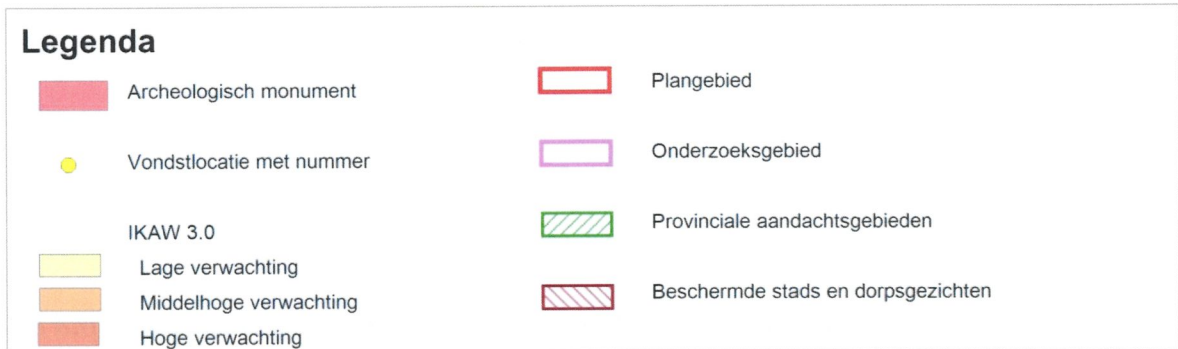 Legenda
Archeologisch monument
Vondstlocatie met nummer
IKAW 3.0
Lage verwachting
Middelhoge verwachting
Hoge verwachting
Plangebied
Onderzoeksgebied
Provinciale aandachtsgebieden
Beschermde stads en dorpsgezichten